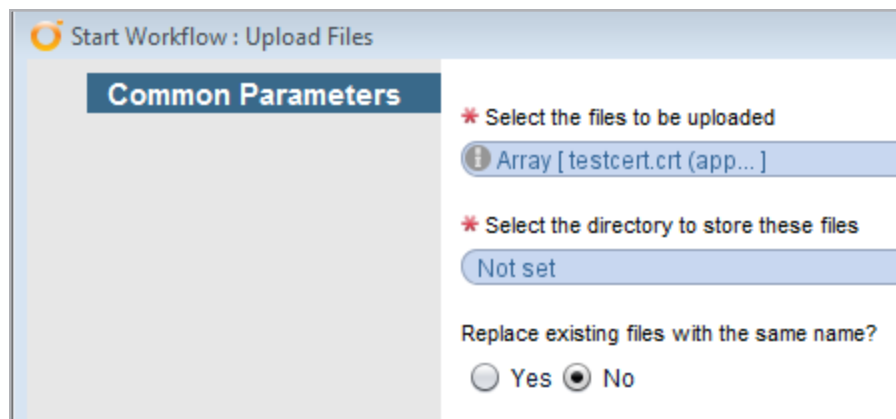 Start Workflow : Upload Files
Common Parameters
* Select the files to be uploaded
Array [ testcert.crt (app... ]
* Select the directory to store these files
Not set
Replace existing files with the same name?
Yes No